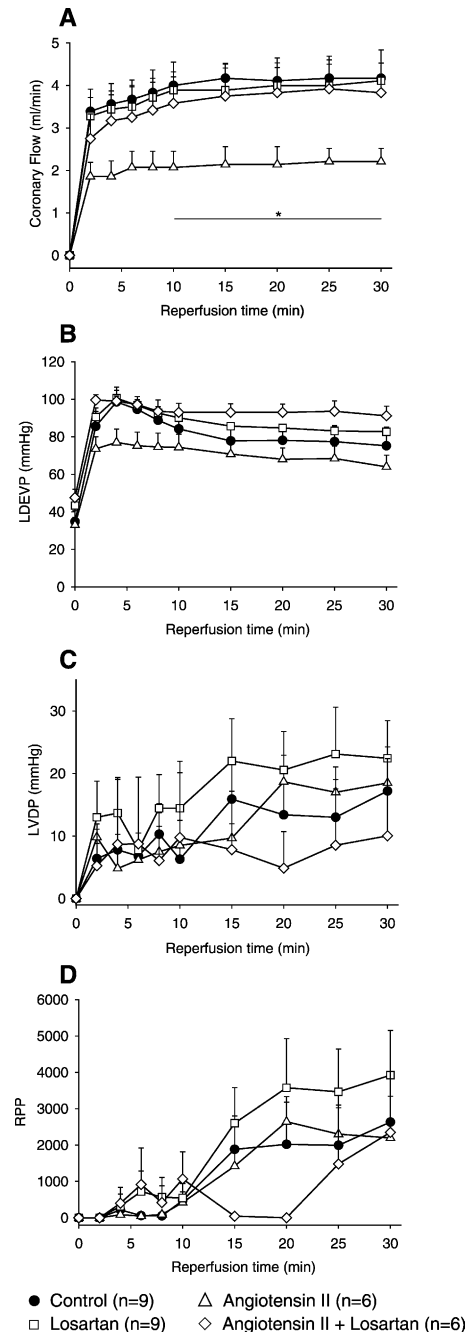 A
5
4
3
2
1
0
Coronary Flow (ml/min)
*
0 5 10 15 20 25 30
Reperfusion time (min)
B
120
100
80
60
40
20
0
LDEVP (mmHg)
0 5 10 15 20 25 30
Reperfusion time (min)
C
30
20
10
0
LVDP (mmHg)
0 5 10 15 20 25 30
Reperfusion time (min)
D
6000
5000
4000
3000
2000
1000
0
RPP
0 5 10 15 20 25 30
Reperfusion time (min)
Control (n=9) Angiotensin II (n=6)
Losartan (n=9) Angiotensin II + Losartan (n=6)